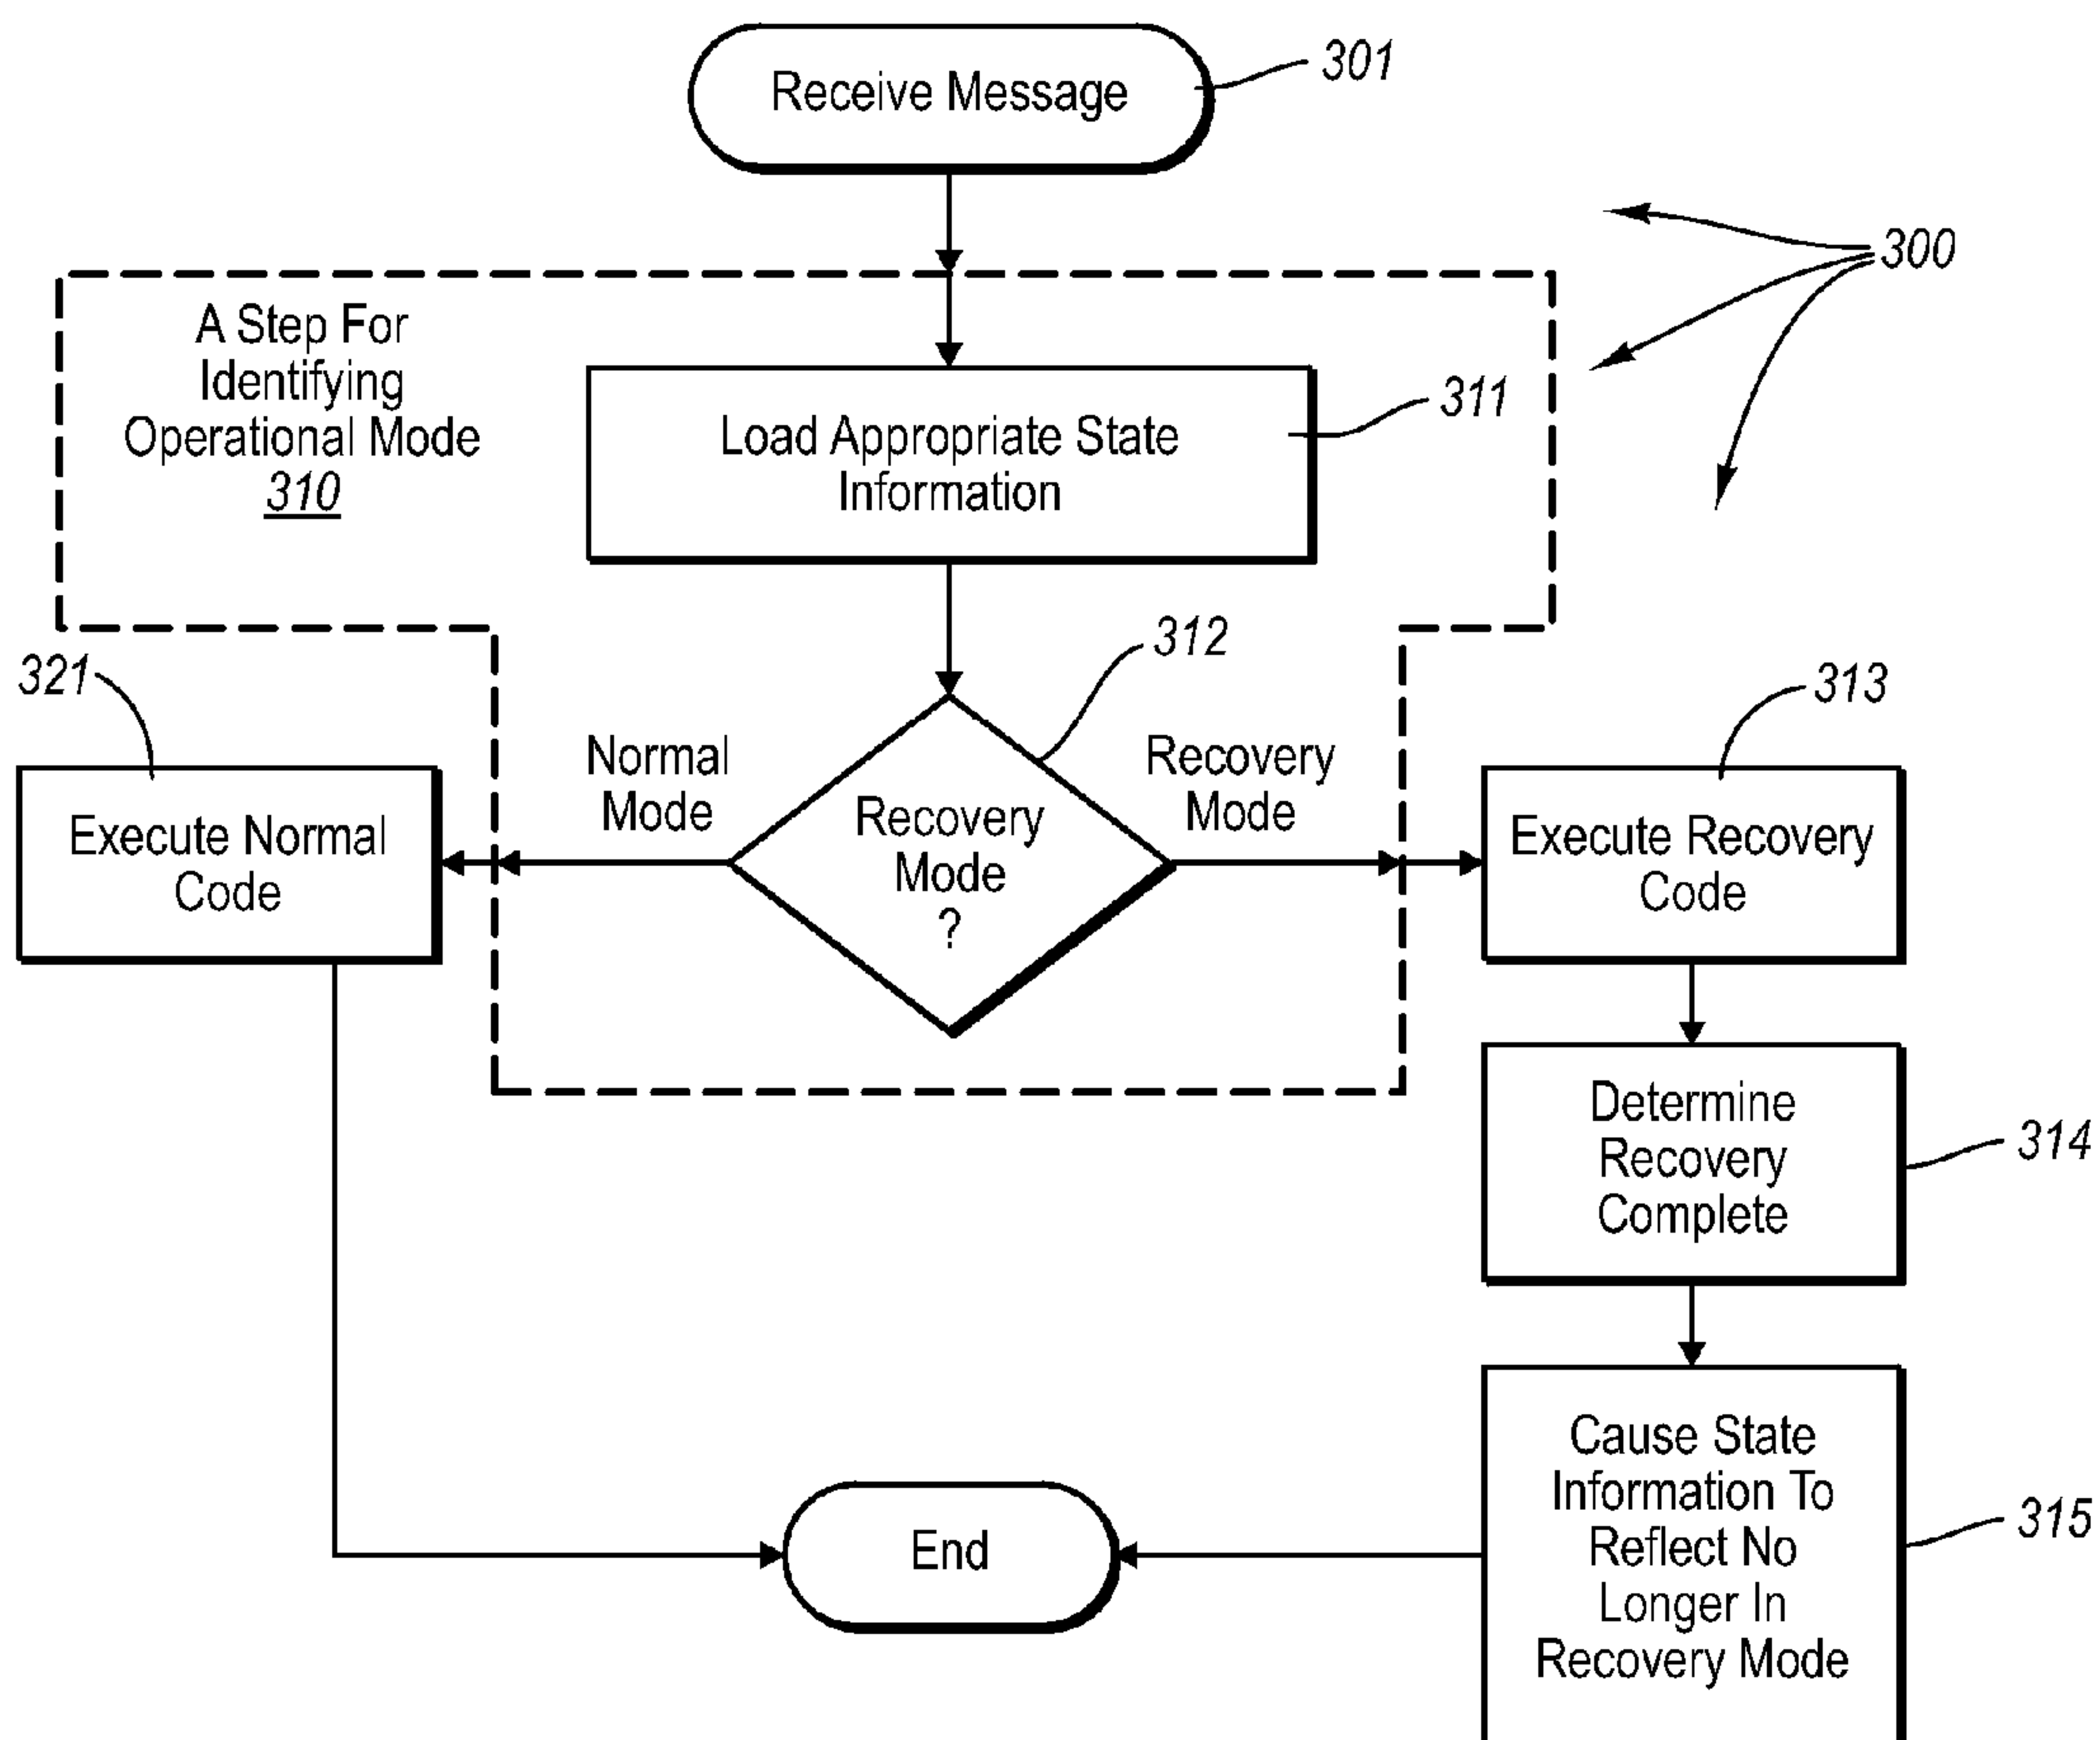 Receive Message
301
300
A Step For
Identifying
Operational Mode
310
Load Appropriate State
Information
311
312
321
313
Normal
Mode
Recovery
Mode
?
Recovery
Mode
Execute Normal
Code
Execute Recovery
Code
Determine
Recovery
Complete
314
Cause State
Information To
Reflect No
Longer In
Recovery Mode
315
End